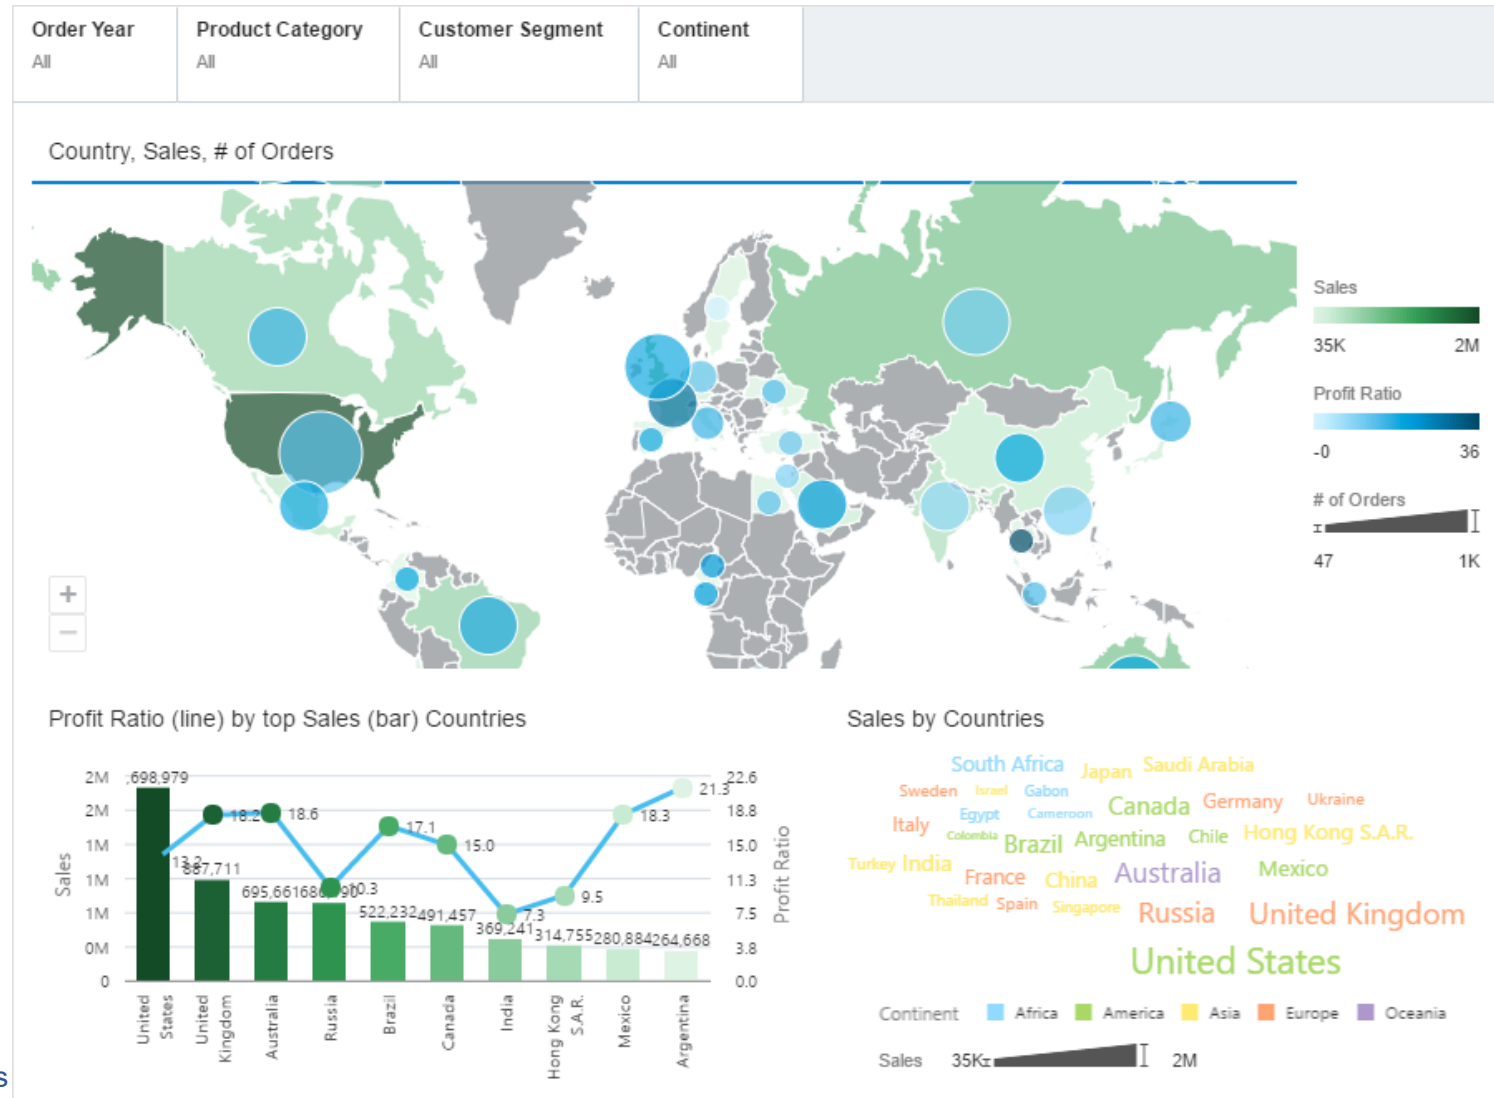 Order Year Product Category Customer Segment Continent
All All All All
Country, Sales, # of Orders
Sales
35K 2M
Profit Ratio
-0 36
# of Orders
47 1K
+
−
Profit Ratio (line) by top Sales (bar) Countries
2M
2M
1M
1M
1M
0M
0
Sales
,698,979
887,711
695,661
522,232
491,457
369,241
314,755
280,884
264,668
13.2
18.2
18.6
10.3
17.1
15.0
7.3
9.5
18.3
21.3
22.6
18.8
15.0
11.3
7.5
3.8
0.0
Profit Ratio
United States
United Kingdom
Australia
Russia
Brazil
Canada
India
Hong Kong S.A.R.
Mexico
Argentina
Sales by Countries
South Africa Japan Saudi Arabia
Sweden Israel Gabon
Egypt Cameroon Canada Germany Ukraine
Italy Colombia Brazil Argentina Chile Hong Kong S.A.R.
Turkey India France China Australia Mexico
Thailand Spain Singapore Russia United Kingdom
United States
Continent Africa America Asia Europe Oceania
Sales 35K 2M
s